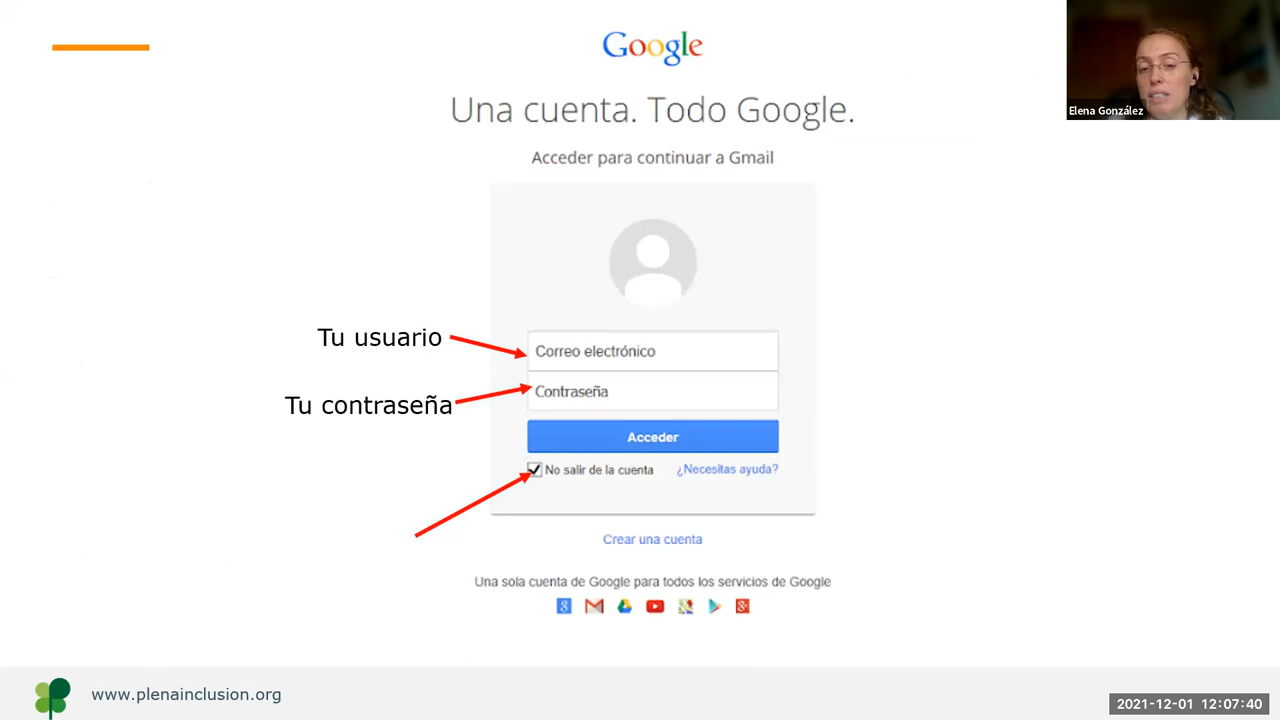 Google
Elena González
Una cuenta. Todo Google.
Acceder para continuar a Gmail
Tu usuario
Correo electrónico
Tu contraseña
Contraseña
Acceder
No salir de la cuenta
¿Necesitas ayuda?
Crear una cuenta
Una sola cuenta de Google para todos los servicios de Google
www.plenainclusion.org
2021-12-01 12:07:40